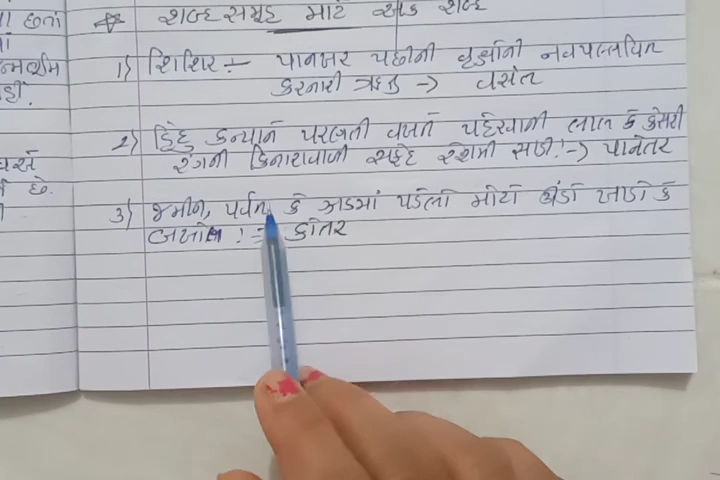 ા છતાં
છે.
શબ્દસમૂહ માટે એક શબ્દ
1) શિશિર :- પાનખર પછીની વૃક્ષોની નવપલ્લવિત
કરનારી ઋતુ → વસંત
2) હિંદુ કન્યાને પરણતી વખતે પહેરવાની લાલ કે કેસરી
રંગની કિનારાવાળી સફેદ રેશમી સાડી :→ પાનેતર
3) જમીન, પર્વત કે ઝાડમાં પડેલો મોટો ઊંડો ખાડો કે
બખોલ :→ કોતર